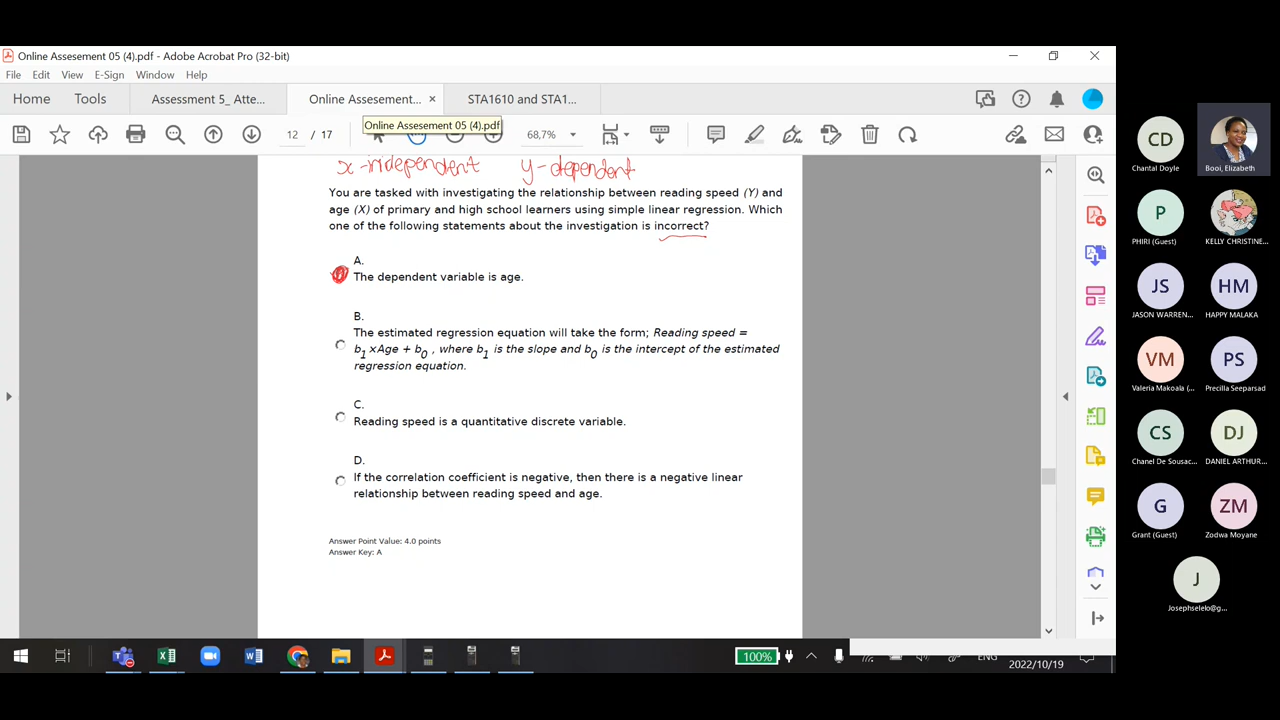 Online Assesement 05 (4).pdf - Adobe Acrobat Pro (32-bit)
File Edit View E-Sign Window Help
Home Tools Assessment 5_ Atte... Online Assesement... × STA1610 and STA1...
Online Assesement 05 (4).pdf
12 / 17 68,7%
x - independent y - dependent
You are tasked with investigating the relationship between reading speed (Y) and
age (X) of primary and high school learners using simple linear regression. Which
one of the following statements about the investigation is incorrect?
A.
The dependent variable is age.
B.
The estimated regression equation will take the form; Reading speed =
b1 xAge + b0 , where b1 is the slope and b0 is the intercept of the estimated
regression equation.
C.
Reading speed is a quantitative discrete variable.
D.
If the correlation coefficient is negative, then there is a negative linear
relationship between reading speed and age.
Answer Point Value: 4.0 points
Answer Key: A
CD
Chantal Doyle
Booi, Elizabeth
P
PHIRI (Guest)
KELLY CHRISTINE...
JS
JASON WARREN...
HM
HAPPY MALAKA
VM
Valeria Makoala (...
PS
Precilla Seeparsad
CS
Chanel De Sousac...
DJ
DANIEL ARTHUR...
G
Grant (Guest)
ZM
Zodwa Moyane
J
Josephselelo@g...
100%
ENG
2022/10/19